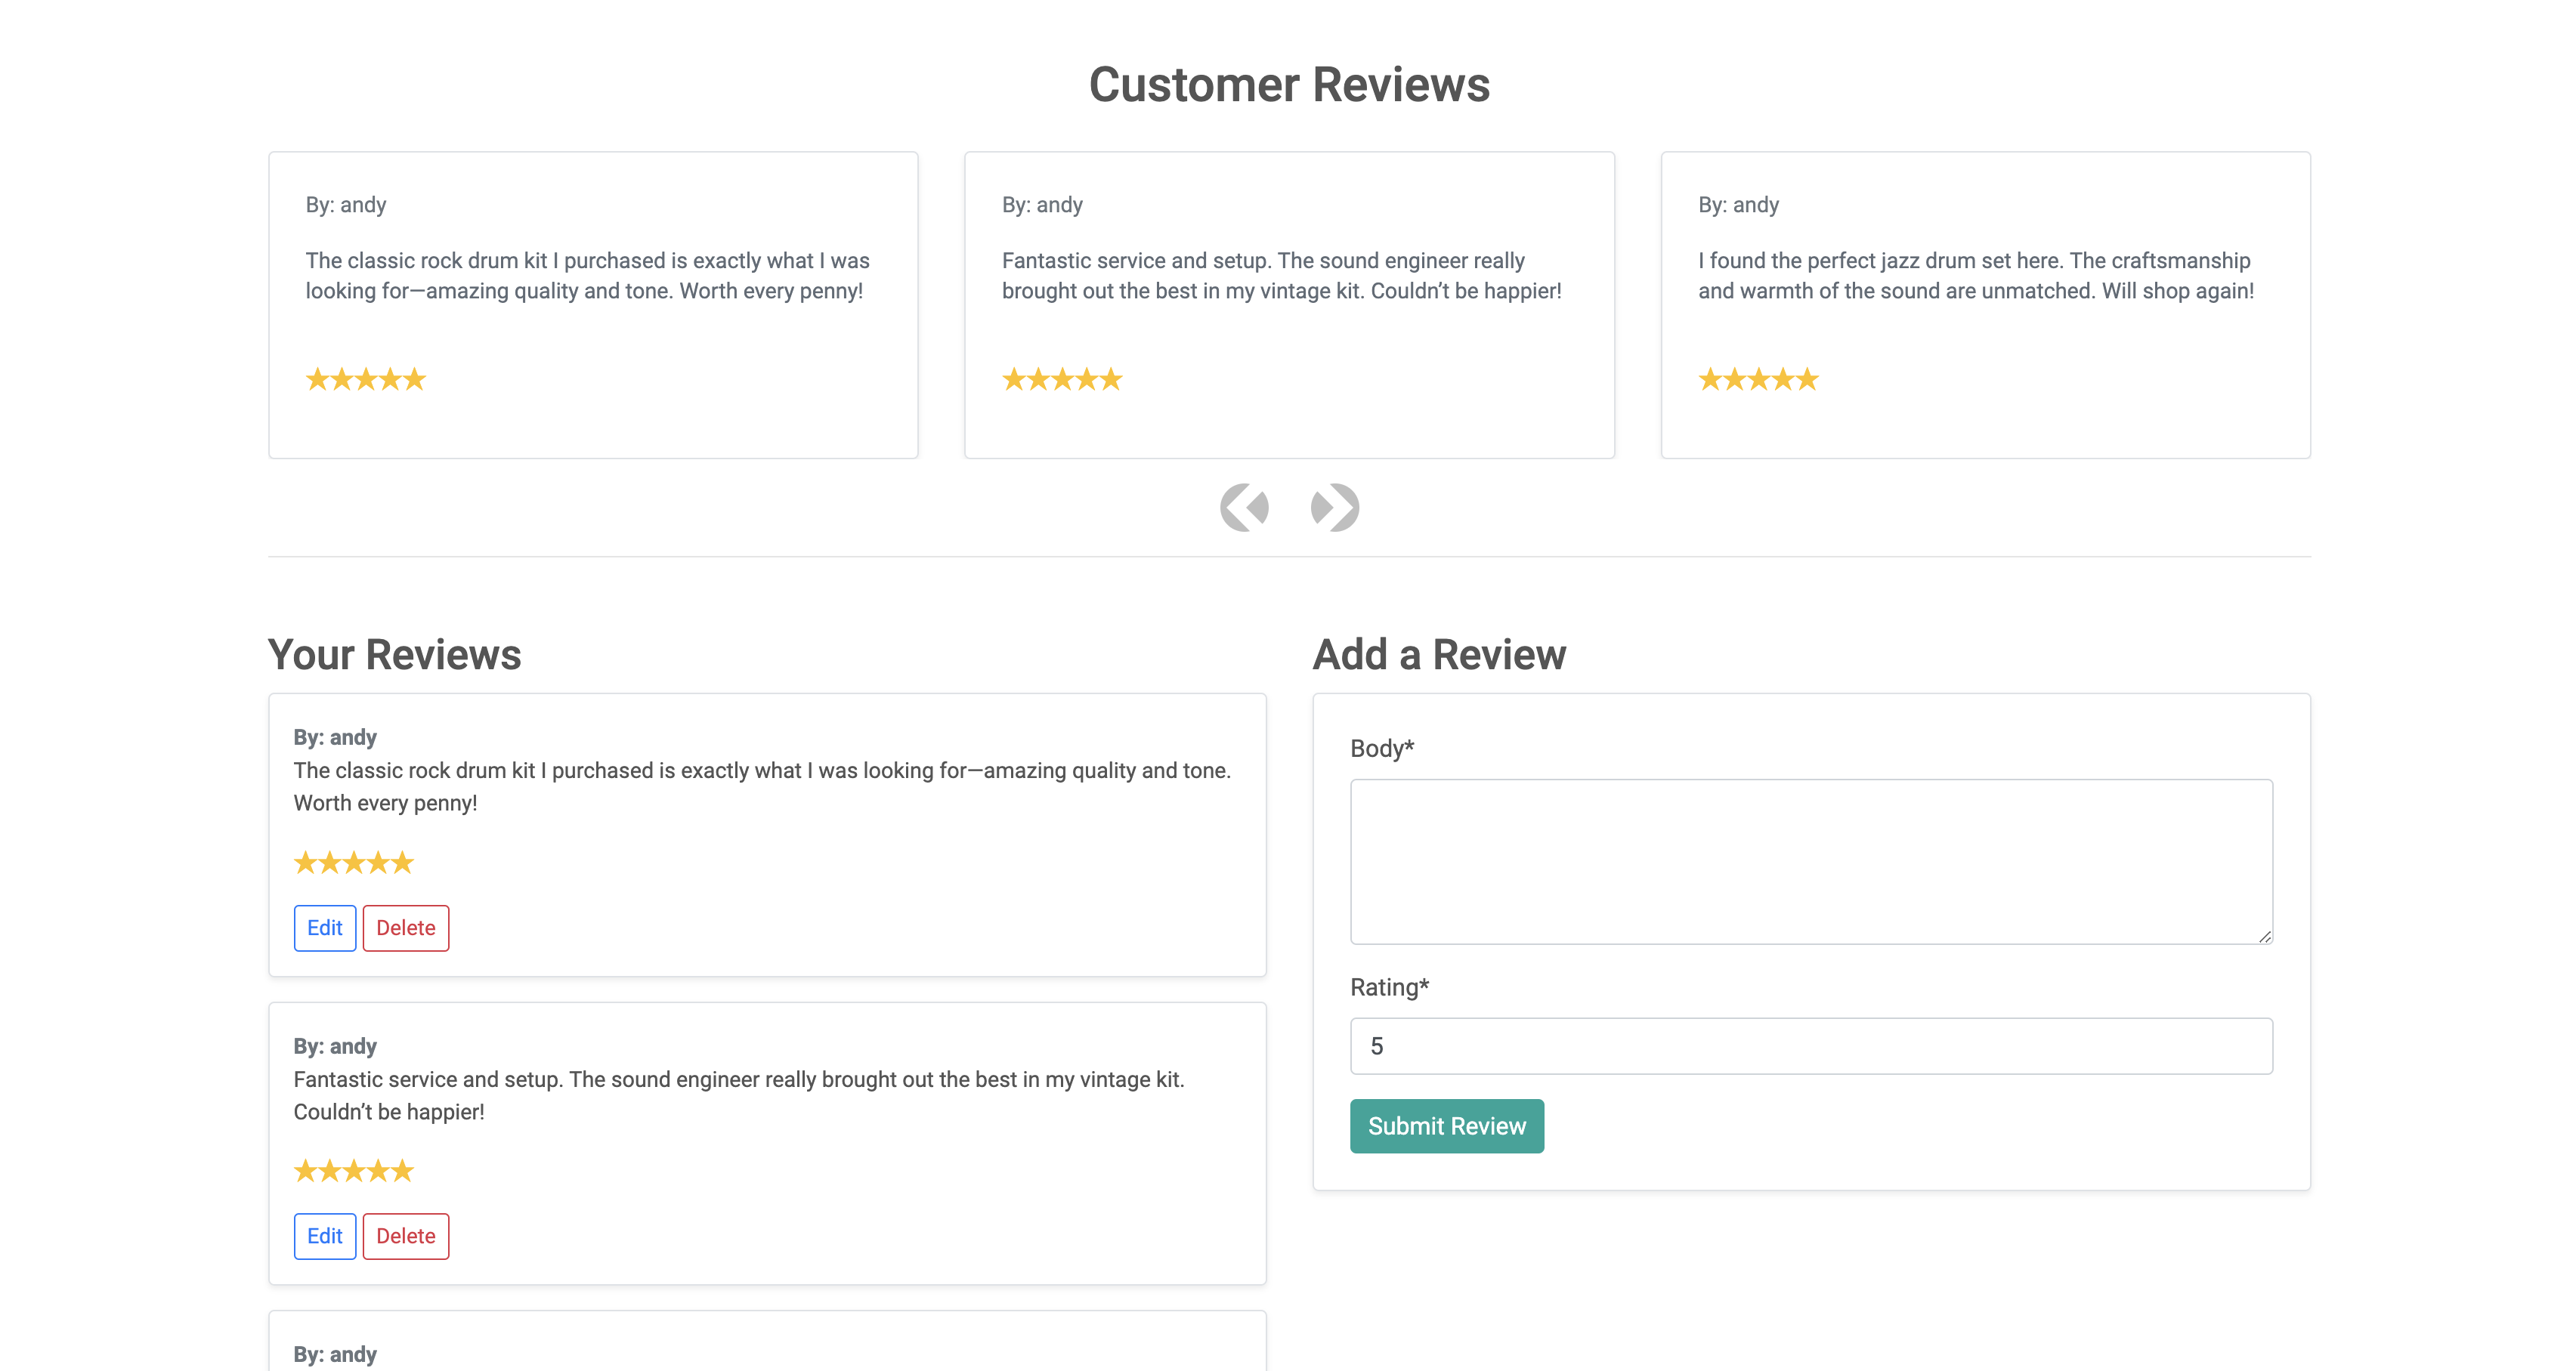 Customer Reviews
By: andy
The classic rock drum kit I purchased is exactly what I was
looking for—amazing quality and tone. Worth every penny!
By: andy
Fantastic service and setup. The sound engineer really
brought out the best in my vintage kit. Couldn’t be happier!
By: andy
I found the perfect jazz drum set here. The craftsmanship
and warmth of the sound are unmatched. Will shop again!
Your Reviews
By: andy
The classic rock drum kit I purchased is exactly what I was looking for—amazing quality and tone.
Worth every penny!
Edit Delete
By: andy
Fantastic service and setup. The sound engineer really brought out the best in my vintage kit.
Couldn’t be happier!
Edit Delete
By: andy
Add a Review
Body*
Rating*
5
Submit Review